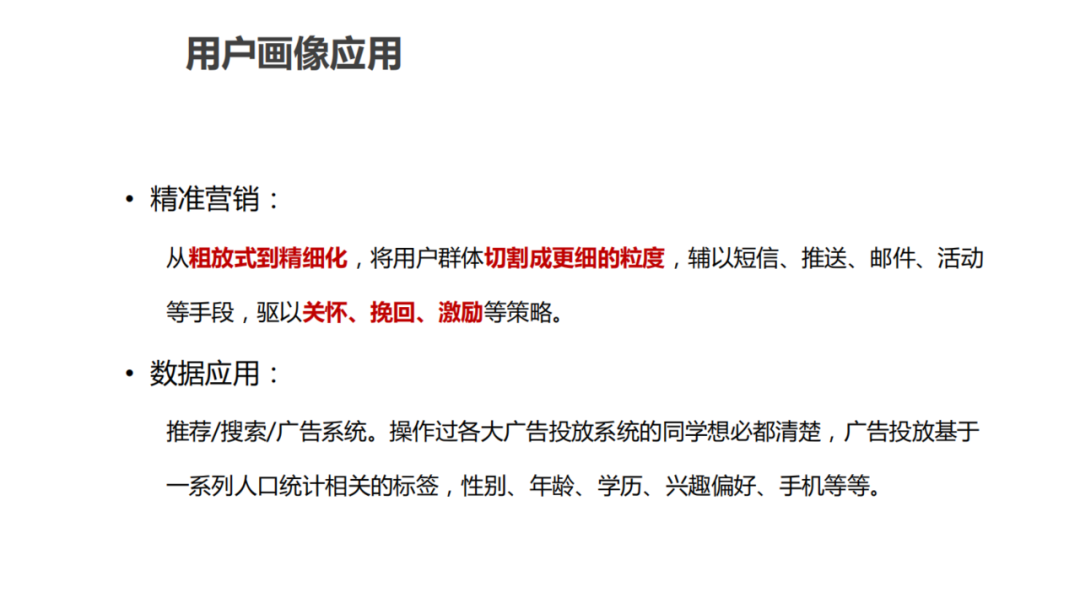 用户画像应用
• 精准营销：
从粗放式到精细化，将用户群体切割成更细的粒度，辅以短信、推送、邮件、活动
等手段，驱以关怀、挽回、激励等策略。
• 数据应用：
推荐/搜索/广告系统。操作过各大广告投放系统的同学想必都清楚，广告投放基于
一系列人口统计相关的标签，性别、年龄、学历、兴趣偏好、手机等等。